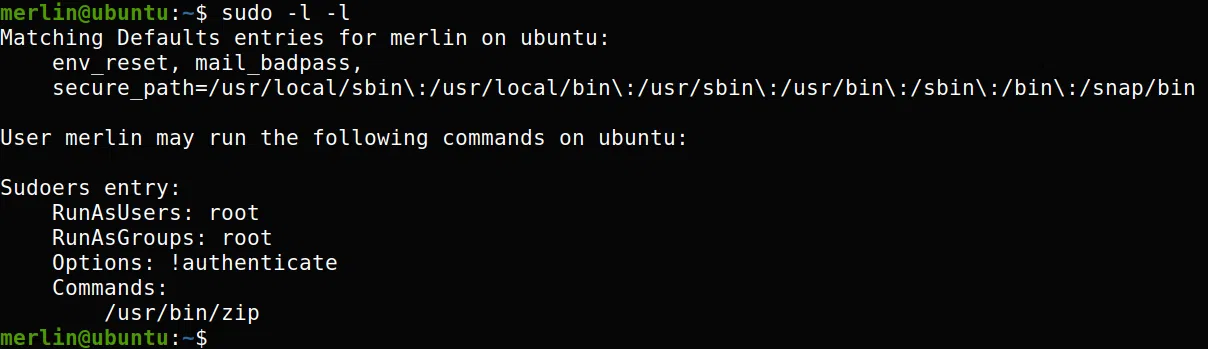 merlin@ubuntu:~$ sudo -l -l
Matching Defaults entries for merlin on ubuntu:
    env_reset, mail_badpass,
    secure_path=/usr/local/sbin\:/usr/local/bin\:/usr/sbin\:/usr/bin\:/sbin\:/bin\:/snap/bin

User merlin may run the following commands on ubuntu:

Sudoers entry:
    RunAsUsers: root
    RunAsGroups: root
    Options: !authenticate
    Commands:
        /usr/bin/zip
merlin@ubuntu:~$